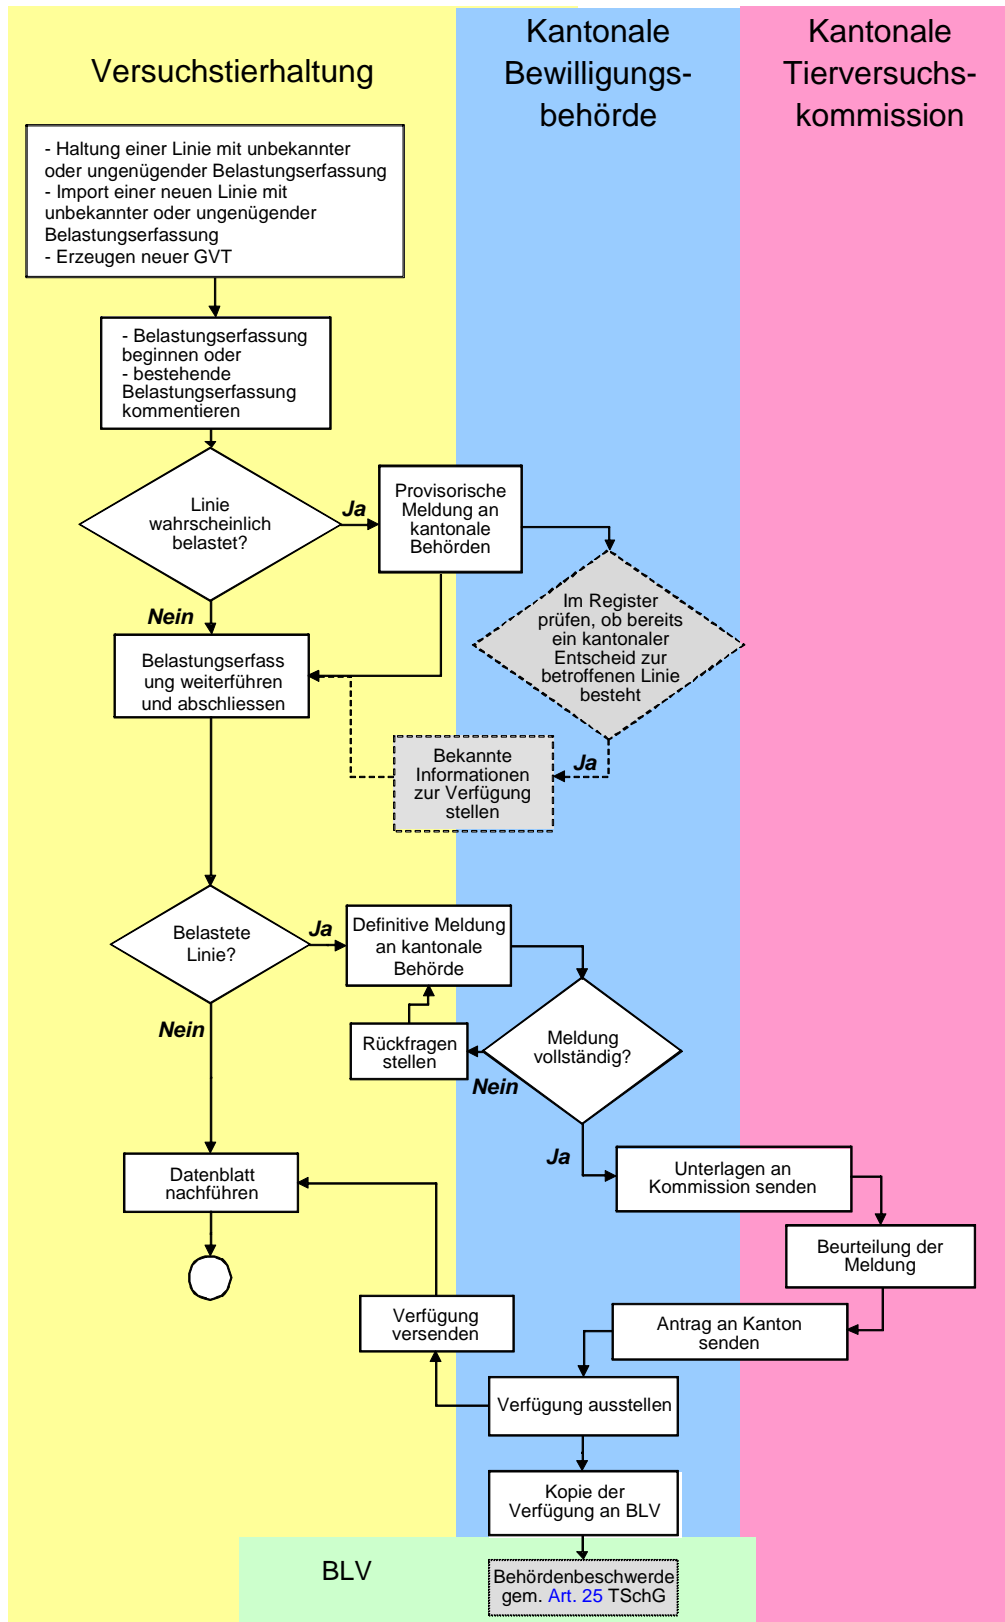 Versuchstierhaltung
Kantonale
Bewilligungs-
behörde
Kantonale
Tierversuchs-
kommission
- Haltung einer Linie mit unbekannter
oder ungenügender Belastungserfassung
- Import einer neuen Linie mit
unbekannter oder ungenügender
Belastungserfassung
- Erzeugen neuer GVT
- Belastungserfassung
beginnen oder
- bestehende
Belastungserfassung
kommentieren
Linie
wahrscheinlich
belastet?
Ja
Provisorische
Meldung an
kantonale
Behörden
Nein
Im Register
prüfen, ob bereits
ein kantonaler
Entscheid zur
betroffenen Linie
besteht
Belastungserfass
ung weiterführen
und abschliessen
Ja
Bekannte
Informationen
zur Verfügung
stellen
Belastete
Linie?
Ja
Definitive Meldung
an kantonale
Behörde
Nein
Rückfragen
stellen
Nein
Meldung
vollständig?
Ja
Unterlagen an
Kommission senden
Datenblatt
nachführen
Beurteilung der
Meldung
Verfügung
versenden
Antrag an Kanton
senden
Verfügung ausstellen
Kopie der
Verfügung an BLV
BLV
Behördenbeschwerde
gem. Art. 25 TSchG